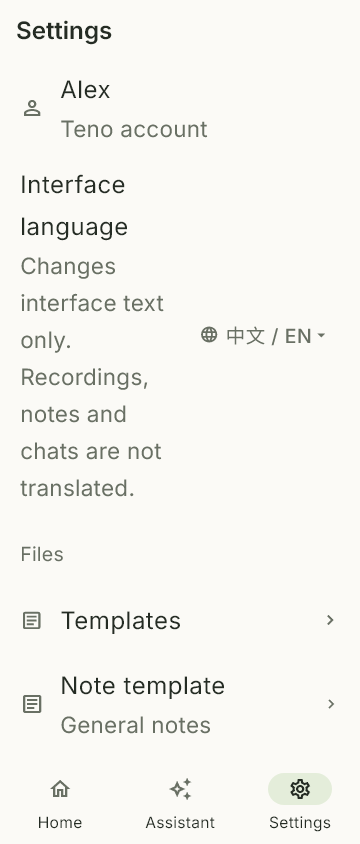 Settings
Alex
Teno account
Interface
language
Changes
interface text
only.
Recordings,
notes and
chats are not
translated.
中文 / EN
Files
Templates
Note template
General notes
Home
Assistant
Settings